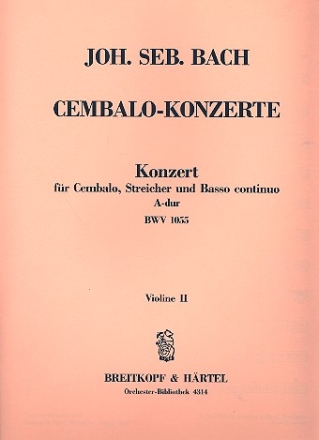 JOH. SEB. BACH
CEMBALO-KONZERTE
Konzert
für Cembalo, Streicher und Basso continuo
A-dur
BWV 1055
Violine II
BREITKOPF & HÄRTEL
Orchester-Bibliothek 4314